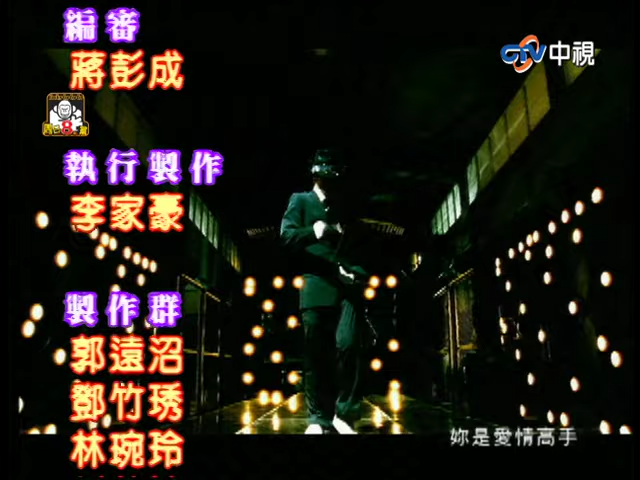 編審
蔣彭成
CTV中視
執行製作
李家豪
製作群
郭遠沼
鄧竹琇
林琬玲
妳是愛情高手